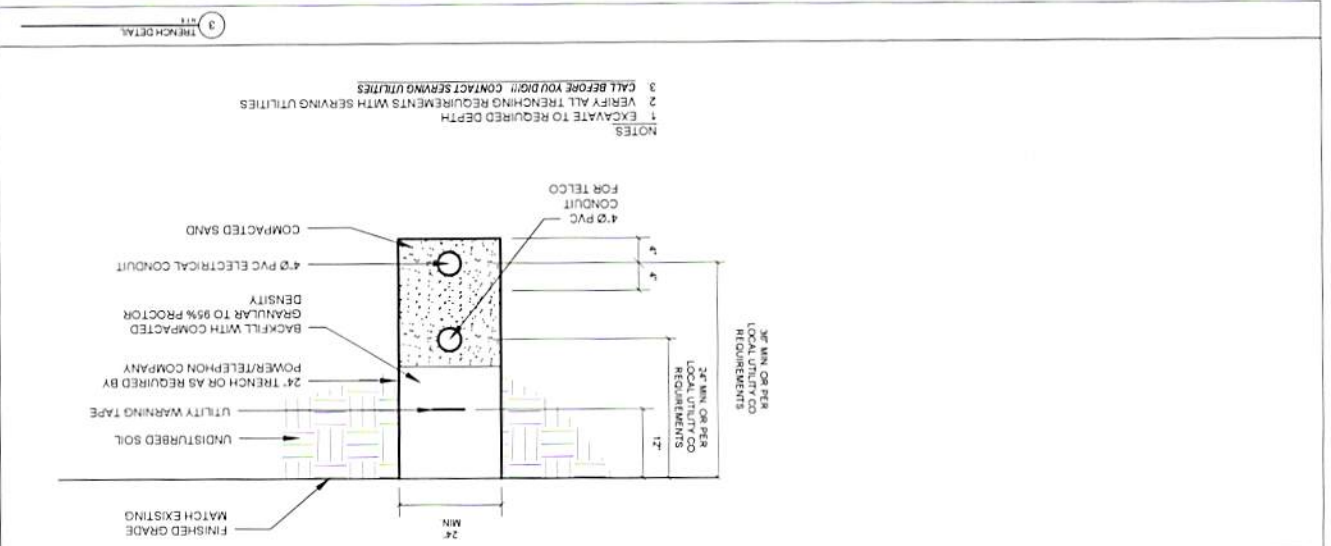 FINISHED GRADE
MATCH EXISTING
24"
MIN
UNDISTURBED SOIL
UTILITY WARNING TAPE
24" TRENCH OR AS REQUIRED BY
POWER/TELEPHON COMPANY
BACKFILL WITH COMPACTED
GRANULAR TO 95% PROCTOR
DENSITY
4"Ø PVC ELECTRICAL CONDUIT
COMPACTED SAND
4"Ø PVC
CONDUIT
FOR TELCO
12"
24" MIN. OR PER
LOCAL UTILITY CO
REQUIREMENTS
36" MIN. OR PER
LOCAL UTILITY CO
REQUIREMENTS
4"
4"
NOTES
1 EXCAVATE TO REQUIRED DEPTH
2 VERIFY ALL TRENCHING REQUIREMENTS WITH SERVING UTILITIES
3 CALL BEFORE YOU DIG!!! CONTACT SERVING UTILITIES
TRENCH DETAIL
NTS
3